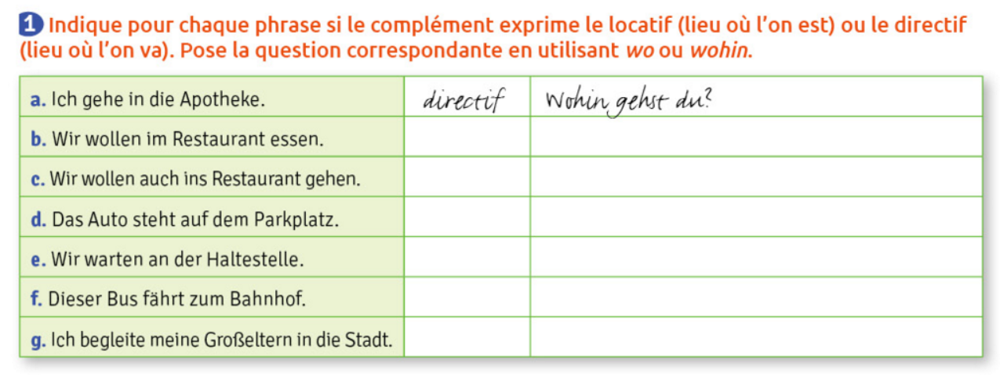 1 Indique pour chaque phrase si le complément exprime le locatif (lieu où l'on est) ou le directif
(lieu où l'on va). Pose la question correspondante en utilisant wo ou wohin.
a. Ich gehe in die Apotheke. directif Wohin gehst du?
b. Wir wollen im Restaurant essen.
c. Wir wollen auch ins Restaurant gehen.
d. Das Auto steht auf dem Parkplatz.
e. Wir warten an der Haltestelle.
f. Dieser Bus fährt zum Bahnhof.
g. Ich begleite meine Großeltern in die Stadt.